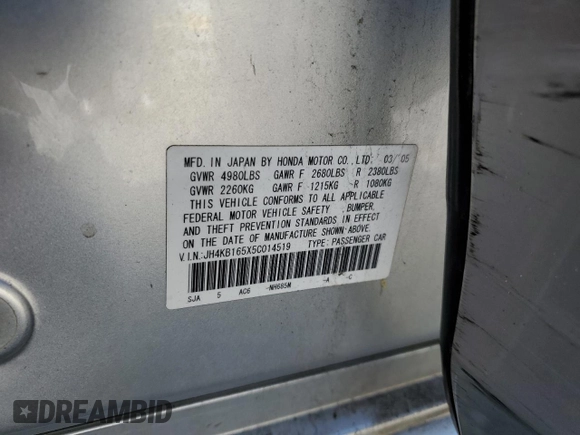 MFD. IN JAPAN BY HONDA MOTOR CO., LTD. 03/'05
GVWR 4980LBS GAWR F 2680LBS R 2380LBS
GVWR 2260KG GAWR F 1215KG R 1080KG
THIS VEHICLE CONFORMS TO ALL APPLICABLE
FEDERAL MOTOR VEHICLE SAFETY, BUMPER,
AND THEFT PREVENTION STANDARDS IN EFFECT
ON THE DATE OF MANUFACTURE SHOWN ABOVE.
V.I.N.:JH4KB165X5C014519 TYPE: PASSENGER CAR
SJA 5 AC6 -NH685M -A -C
DREAMBID